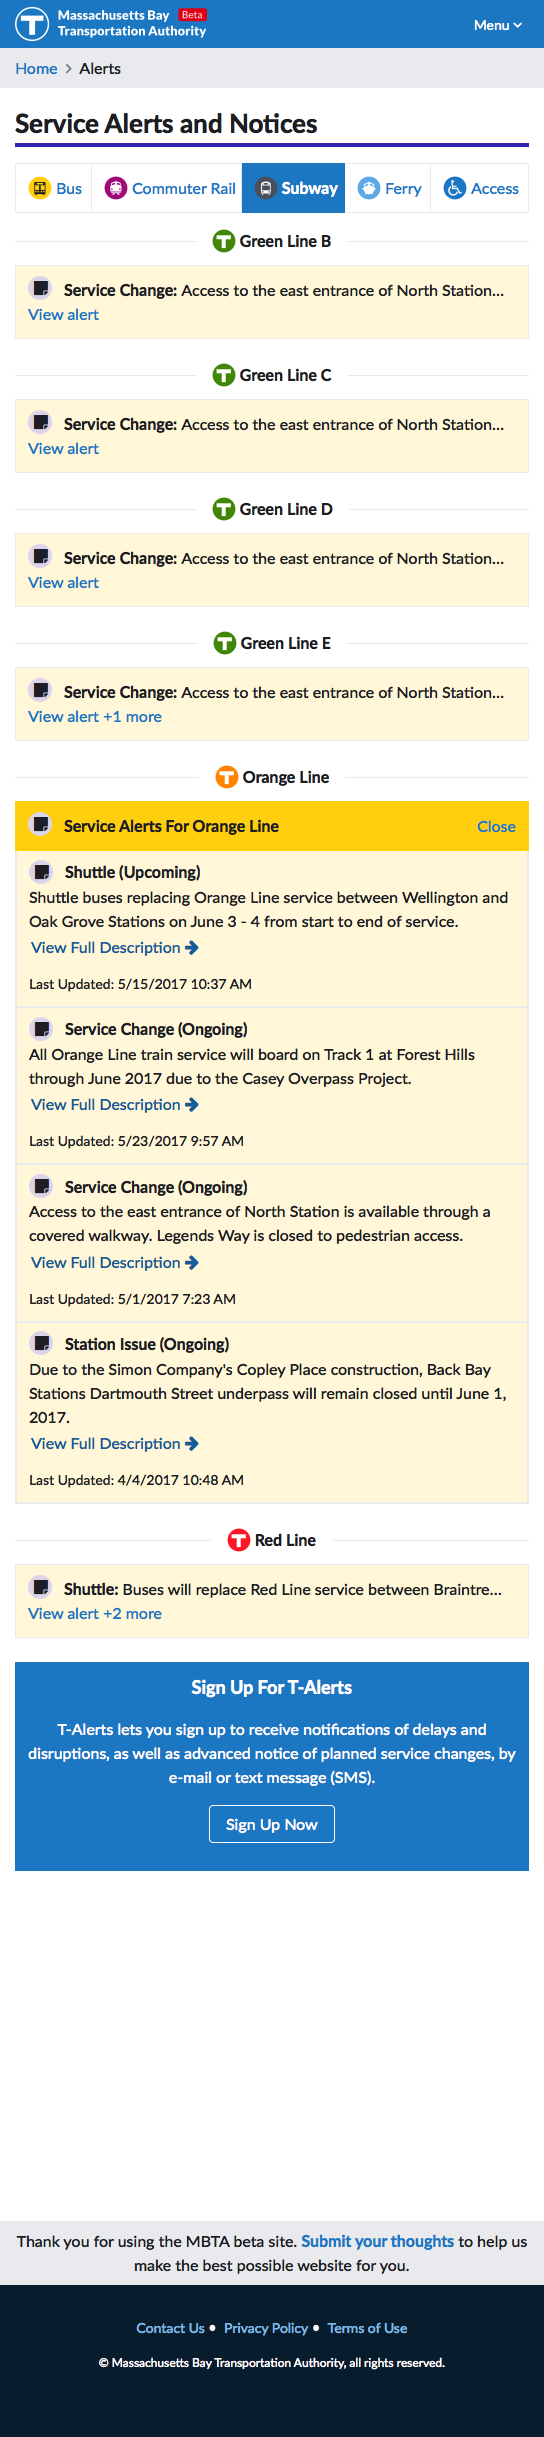 Massachusetts Bay Beta
Transportation Authority
Menu
Home > Alerts
Service Alerts and Notices
Bus Commuter Rail Subway Ferry Access
T Green Line B
Service Change: Access to the east entrance of North Station...
View alert
T Green Line C
Service Change: Access to the east entrance of North Station...
View alert
T Green Line D
Service Change: Access to the east entrance of North Station...
View alert
T Green Line E
Service Change: Access to the east entrance of North Station...
View alert +1 more
T Orange Line
Service Alerts For Orange Line Close
Shuttle (Upcoming)
Shuttle buses replacing Orange Line service between Wellington and
Oak Grove Stations on June 3 - 4 from start to end of service.
View Full Description
Last Updated: 5/15/2017 10:37 AM
Service Change (Ongoing)
All Orange Line train service will board on Track 1 at Forest Hills
through June 2017 due to the Casey Overpass Project.
View Full Description
Last Updated: 5/23/2017 9:57 AM
Service Change (Ongoing)
Access to the east entrance of North Station is available through a
covered walkway. Legends Way is closed to pedestrian access.
View Full Description
Last Updated: 5/1/2017 7:23 AM
Station Issue (Ongoing)
Due to the Simon Company's Copley Place construction, Back Bay
Stations Dartmouth Street underpass will remain closed until June 1,
2017.
View Full Description
Last Updated: 4/4/2017 10:48 AM
T Red Line
Shuttle: Buses will replace Red Line service between Braintre...
View alert +2 more
Sign Up For T-Alerts
T-Alerts lets you sign up to receive notifications of delays and
disruptions, as well as advanced notice of planned service changes, by
e-mail or text message (SMS).
Sign Up Now
Thank you for using the MBTA beta site. Submit your thoughts to help us
make the best possible website for you.
Contact Us • Privacy Policy • Terms of Use
© Massachusetts Bay Transportation Authority, all rights reserved.